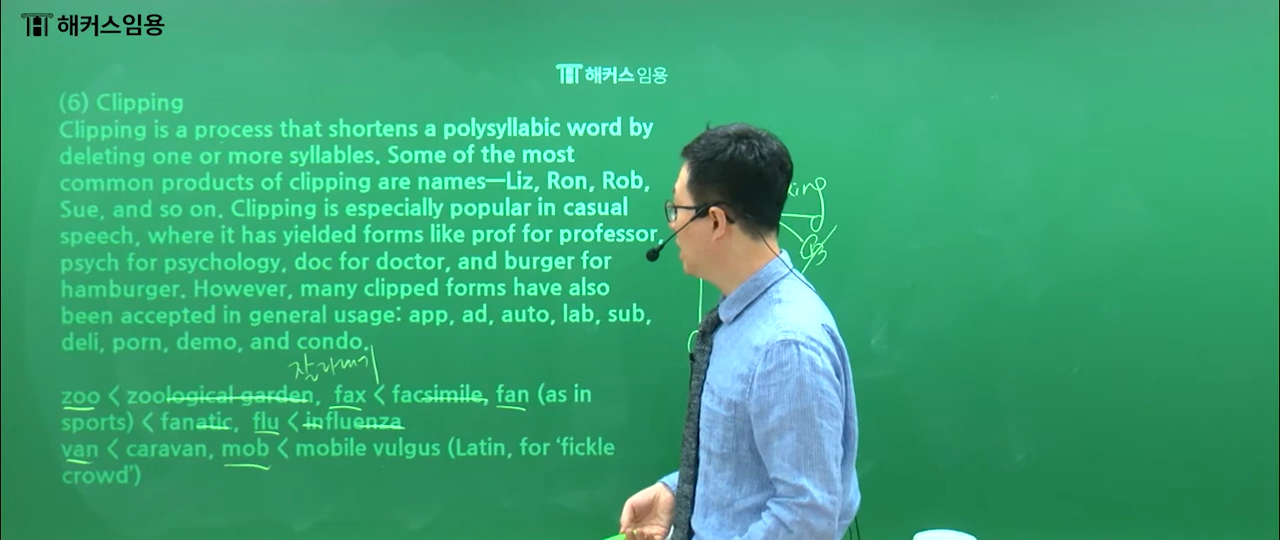 해커스임용
해커스임용
(6) Clipping
Clipping is a process that shortens a polysyllabic word by
deleting one or more syllables. Some of the most
common products of clipping are names—Liz, Ron, Rob,
Sue, and so on. Clipping is especially popular in casual
speech, where it has yielded forms like prof for professor,
psych for psychology, doc for doctor, and burger for
hamburger. However, many clipped forms have also
been accepted in general usage: app, ad, auto, lab, sub,
deli, porn, demo, and condo.
잘라내기
zoo < zoological garden, fax < facsimile, fan (as in
sports) < fanatic, flu < influenza
van < caravan, mob < mobile vulgus (Latin, for ‘fickle
crowd’)